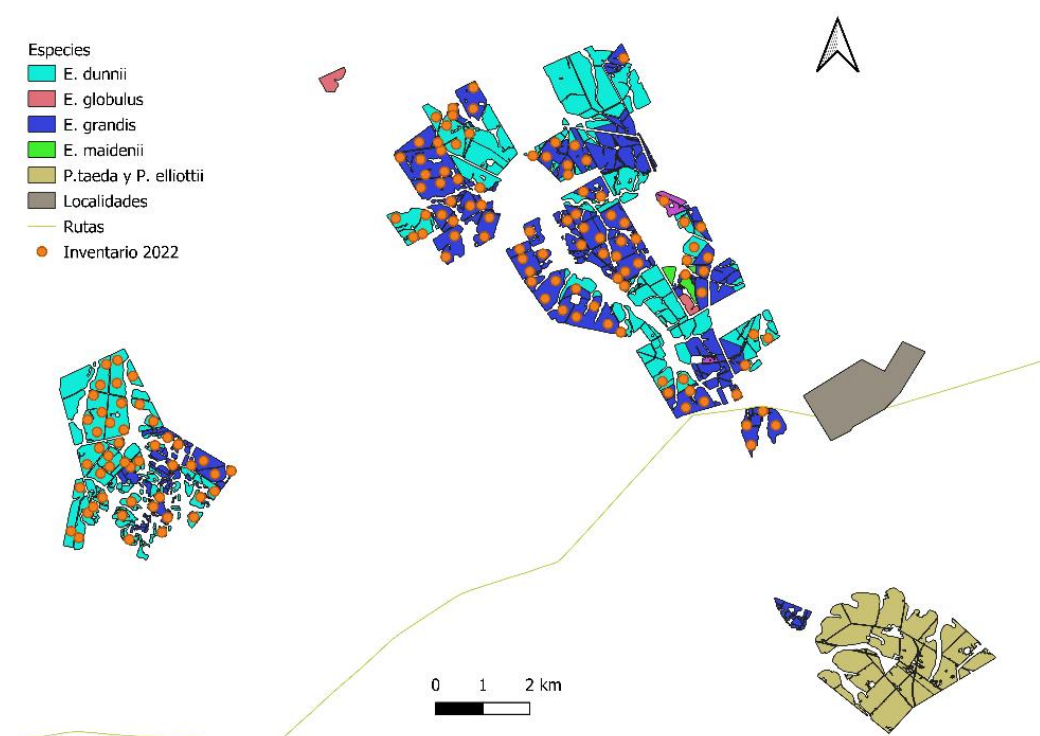 Especies
E. dunnii
E. globulus
E. grandis
E. maidenii
P.taeda y P. elliottii
Localidades
Rutas
Inventario 2022
0 1 2 km